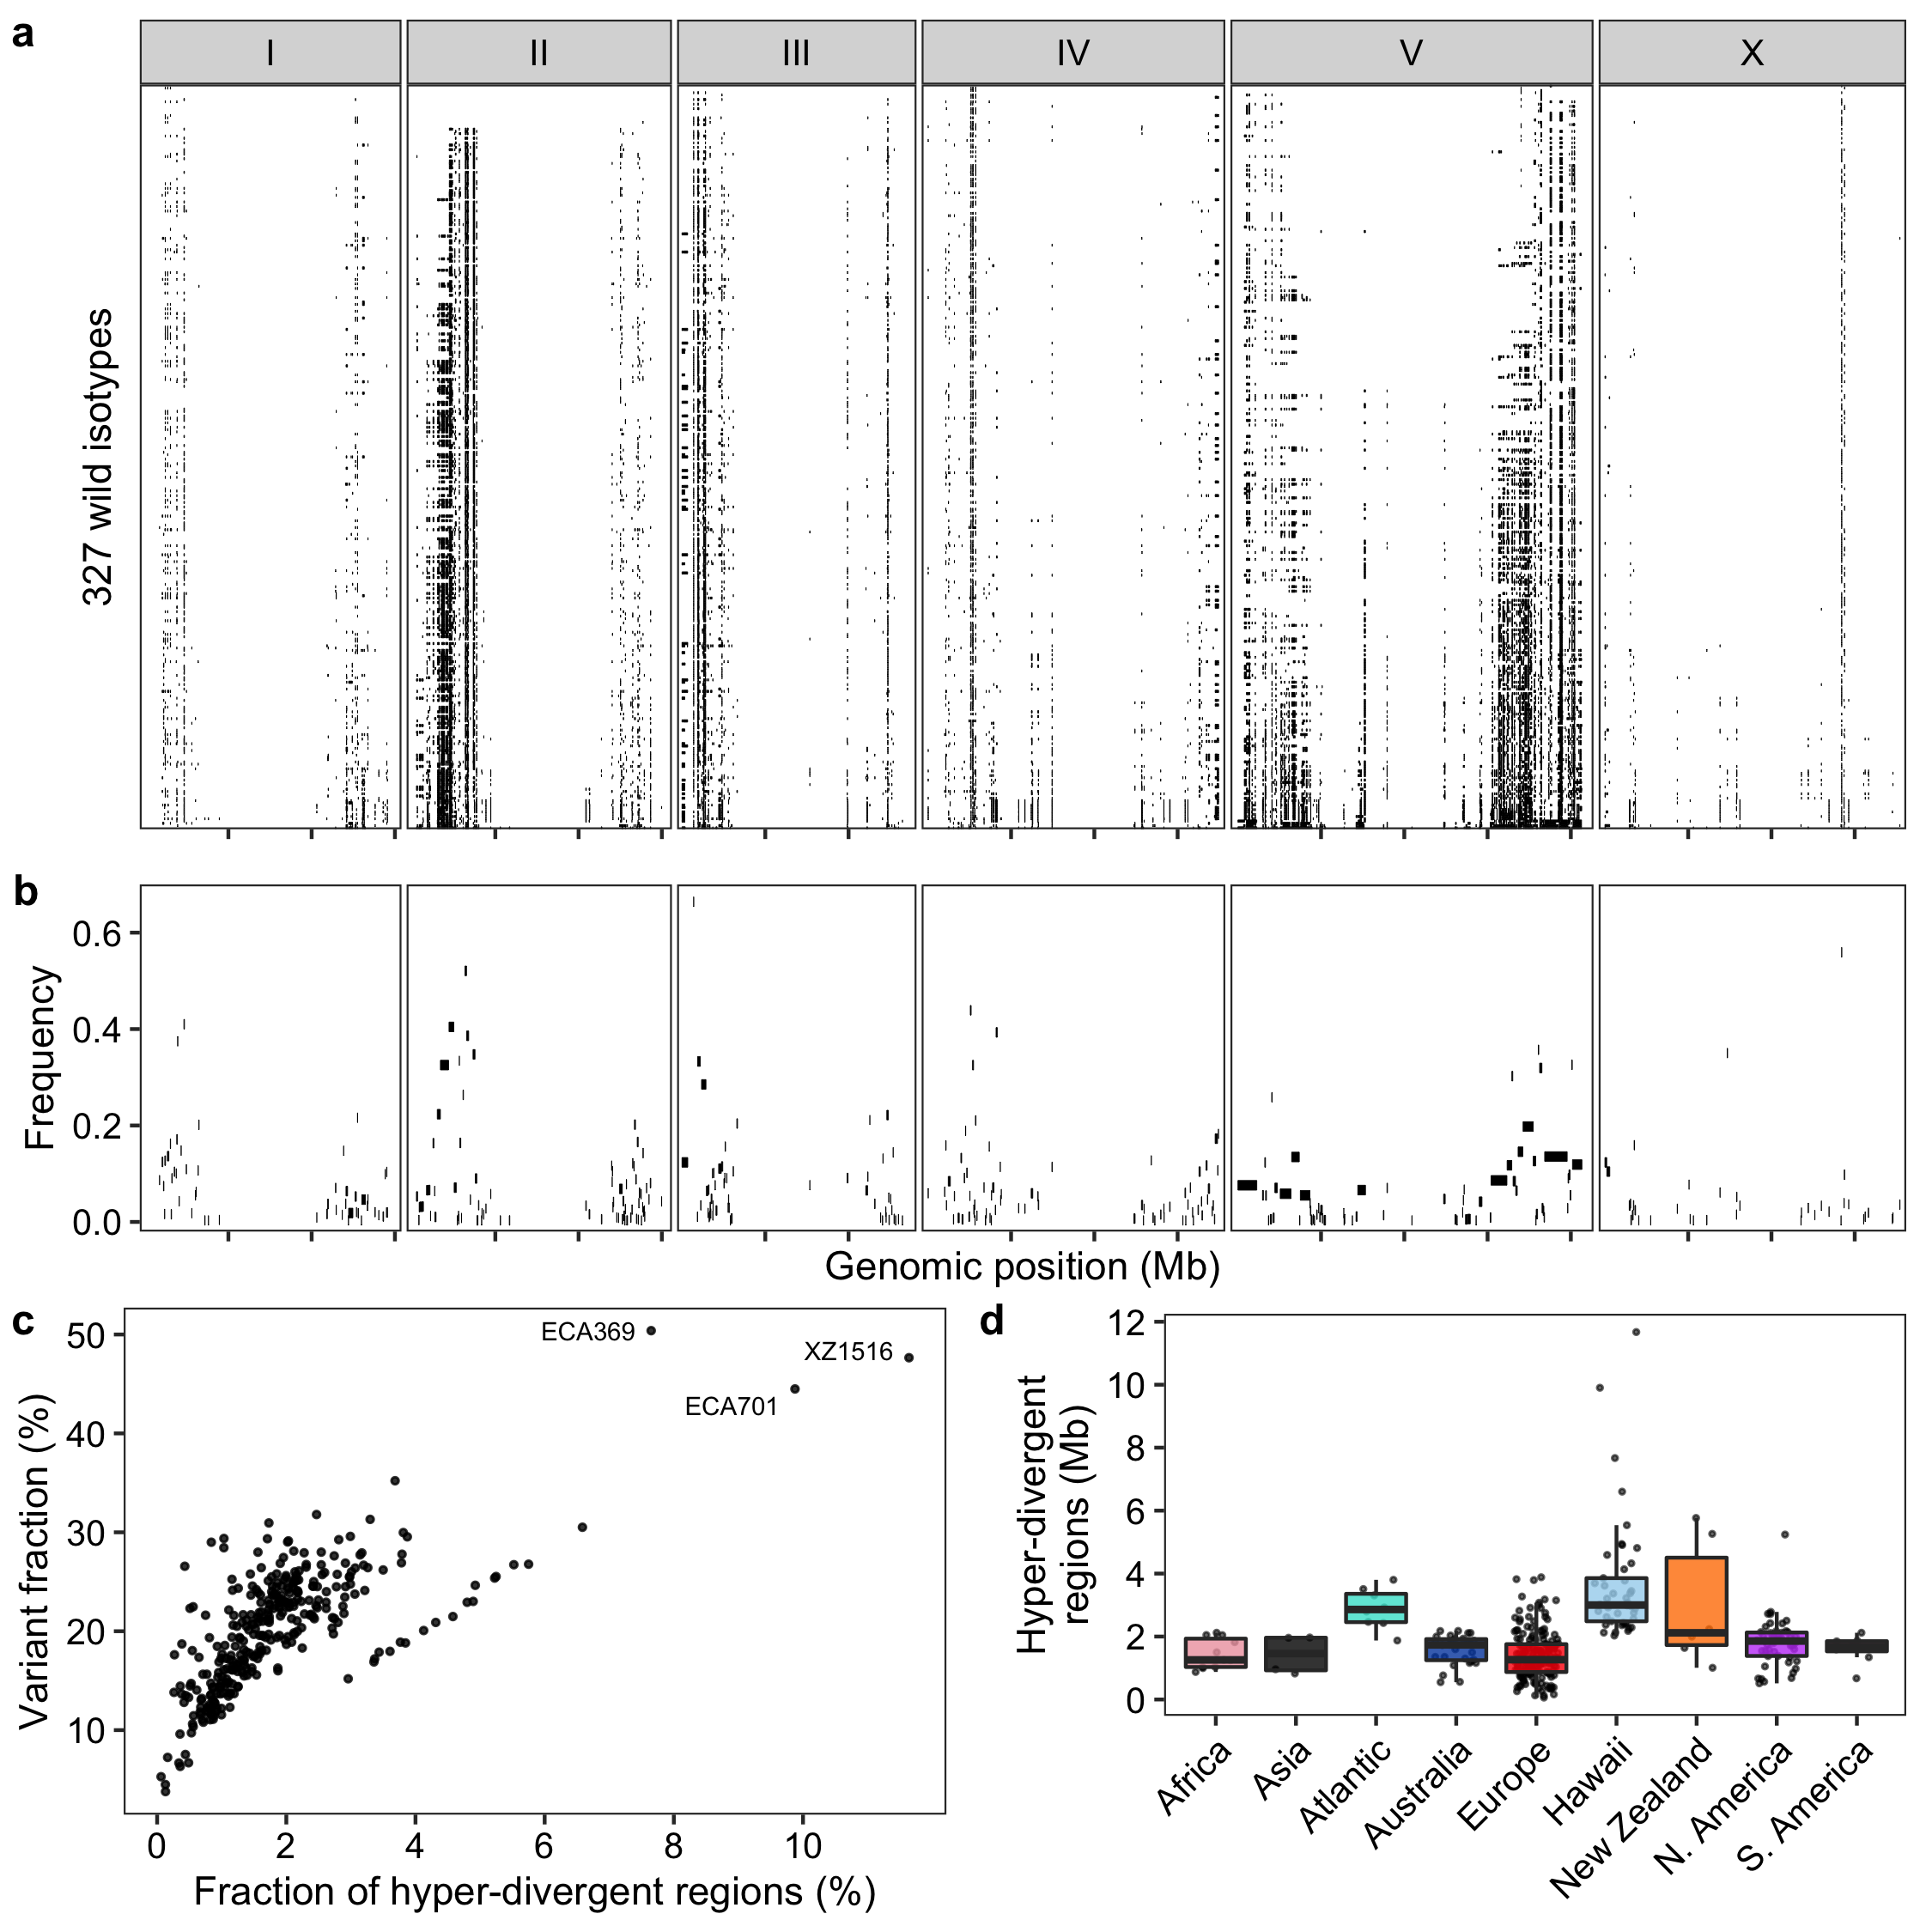 a
I II III IV V X
327 wild isotypes
b
Frequency
0.6
0.4
0.2
0.0
Genomic position (Mb)
c
Variant fraction (%)
50
40
30
20
10
ECA369
XZ1516
ECA701
0 2 4 6 8 10
Fraction of hyper-divergent regions (%)
d
Hyper-divergent
regions (Mb)
12
10
8
6
4
2
0
Africa
Asia
Atlantic
Australia
Europe
Hawaii
New Zealand
N. America
S. America